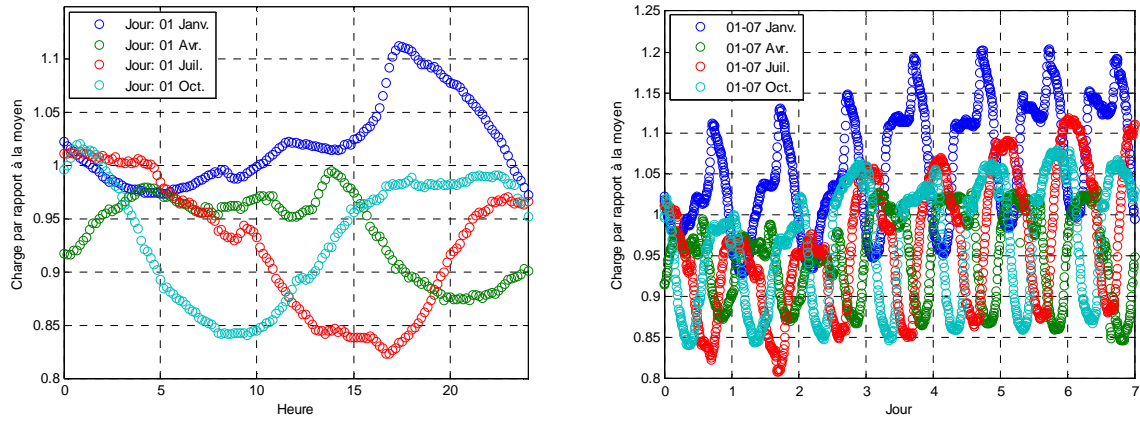 Jour: 01 Janv.
Jour: 01 Avr.
Jour: 01 Juil.
Jour: 01 Oct.
1.1
1.05
1
0.95
0.9
0.85
0.8
Charge par rapport à la moyen
0 5 10 15 20
Heure
01-07 Janv.
01-07 Avr.
01-07 Juil.
01-07 Oct.
1.25
1.2
1.15
1.1
1.05
1
0.95
0.9
0.85
0.8
Charge par rapport à la moyen
0 1 2 3 4 5 6 7
Jour